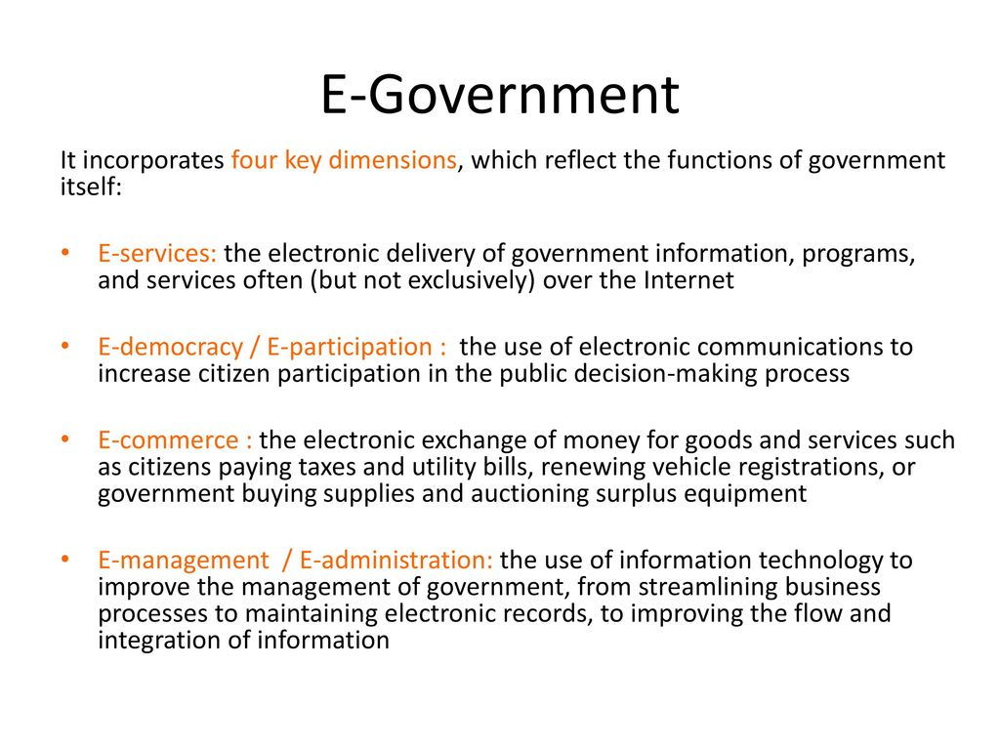 E-Government
It incorporates four key dimensions, which reflect the functions of government
itself:
• E-services: the electronic delivery of government information, programs,
and services often (but not exclusively) over the Internet
• E-democracy / E-participation : the use of electronic communications to
increase citizen participation in the public decision-making process
• E-commerce : the electronic exchange of money for goods and services such
as citizens paying taxes and utility bills, renewing vehicle registrations, or
government buying supplies and auctioning surplus equipment
• E-management / E-administration: the use of information technology to
improve the management of government, from streamlining business
processes to maintaining electronic records, to improving the flow and
integration of information